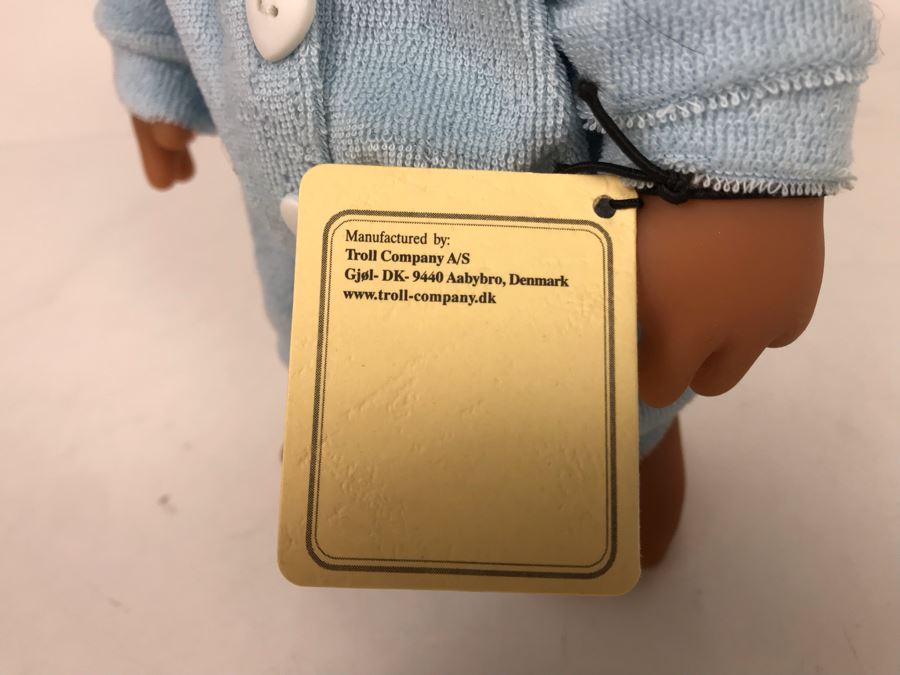 Manufactured by:
Troll Company A/S
Gjøl- DK- 9440 Aabybro, Denmark
www.troll-company.dk